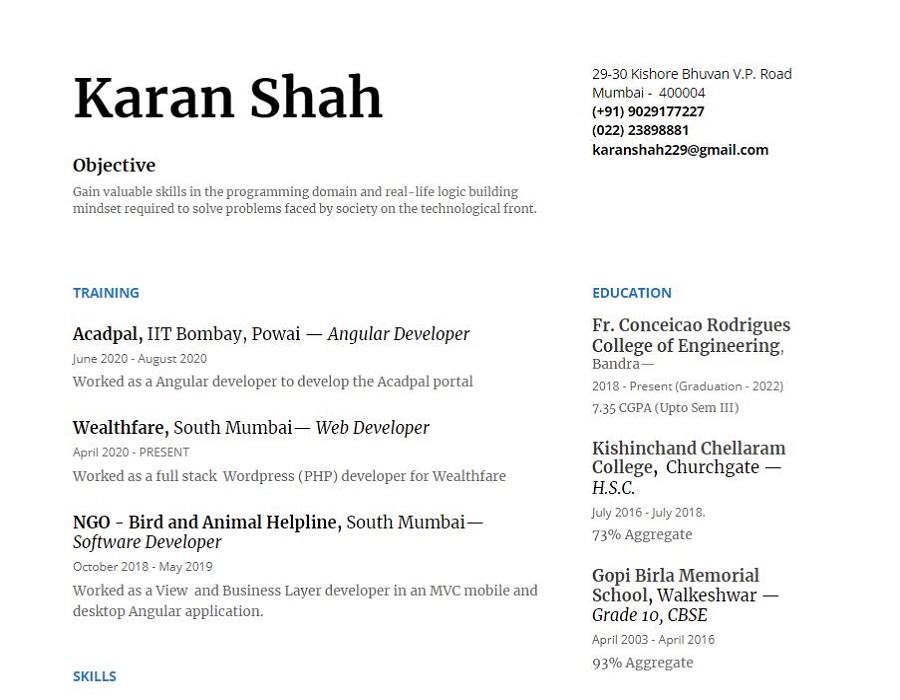 Karan Shah
Objective
Gain valuable skills in the programming domain and real-life logic building
mindset required to solve problems faced by society on the technological front.
29-30 Kishore Bhuvan V.P. Road
Mumbai - 400004
(+91) 9029177227
(022) 23898881
karanshah229@gmail.com
TRAINING
Acadpal, IIT Bombay, Powai — Angular Developer
June 2020 - August 2020
Worked as a Angular developer to develop the Acadpal portal
Wealthfare, South Mumbai— Web Developer
April 2020 - PRESENT
Worked as a full stack Wordpress (PHP) developer for Wealthfare
NGO - Bird and Animal Helpline, South Mumbai—
Software Developer
October 2018 - May 2019
Worked as a View and Business Layer developer in an MVC mobile and
desktop Angular application.
SKILLS
EDUCATION
Fr. Conceicao Rodrigues
College of Engineering,
Bandra—
2018 - Present (Graduation - 2022)
7.35 CGPA (Upto Sem III)
Kishinchand Chellaram
College, Churchgate —
H.S.C.
July 2016 - July 2018.
73% Aggregate
Gopi Birla Memorial
School, Walkeshwar —
Grade 10, CBSE
April 2003 - April 2016
93% Aggregate